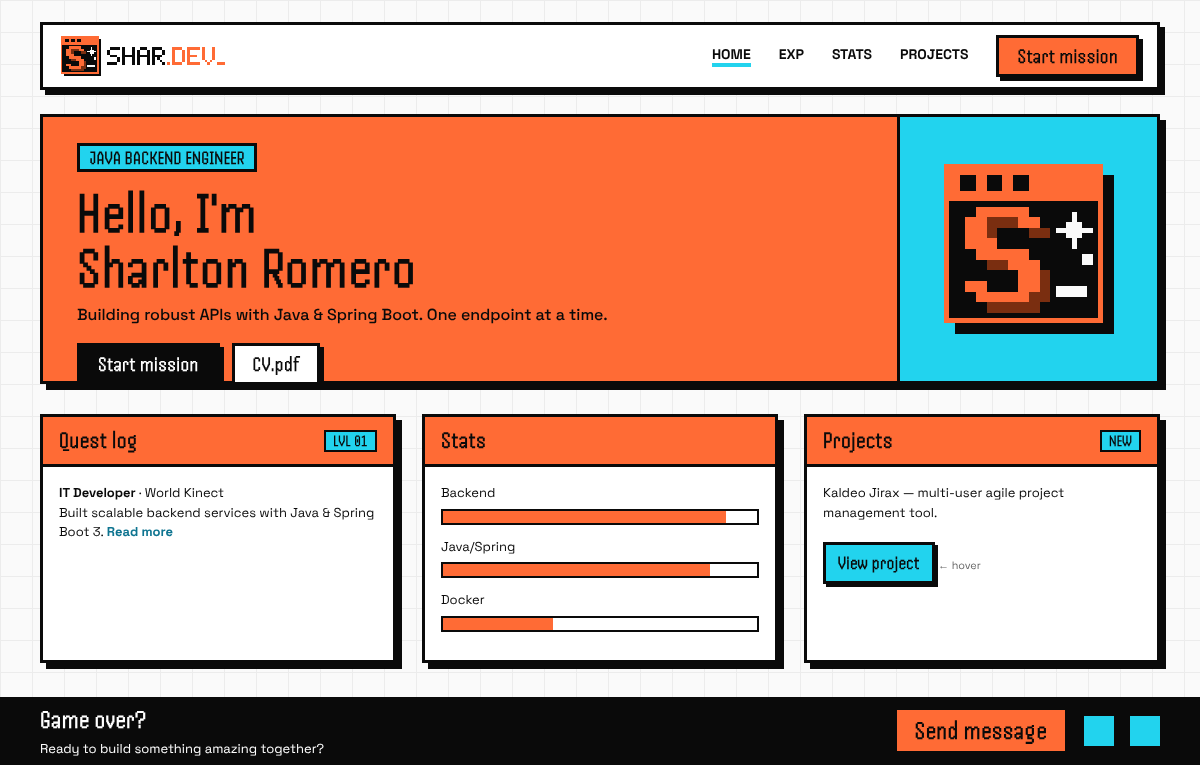 S SHAR.DEV_
HOME EXP STATS PROJECTS Start mission
JAVA BACKEND ENGINEER
Hello, I'm
Sharlton Romero
Building robust APIs with Java & Spring Boot. One endpoint at a time.
Start mission CV.pdf
S
Quest log LVL 01
IT Developer · World Kinect
Built scalable backend services with Java & Spring
Boot 3. Read more
Stats
Backend
Java/Spring
Docker
Projects NEW
Kaldeo Jirax — multi-user agile project
management tool.
View project ← hover
Game over?
Ready to build something amazing together?
Send message